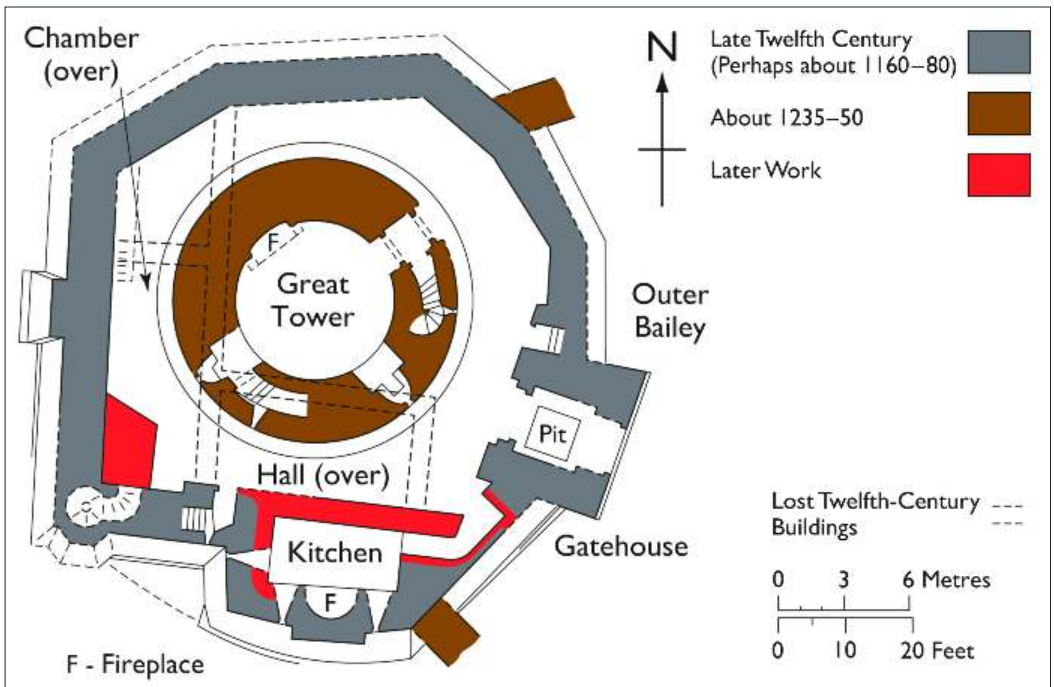 Chamber
(over)
N
Late Twelfth Century
(Perhaps about 1160–80)
About 1235–50
Later Work
F
Great
Tower
Outer
Bailey
Pit
Hall (over)
Kitchen
F
Gatehouse
Lost Twelfth-Century
Buildings
0 3 6 Metres
0 10 20 Feet
F - Fireplace